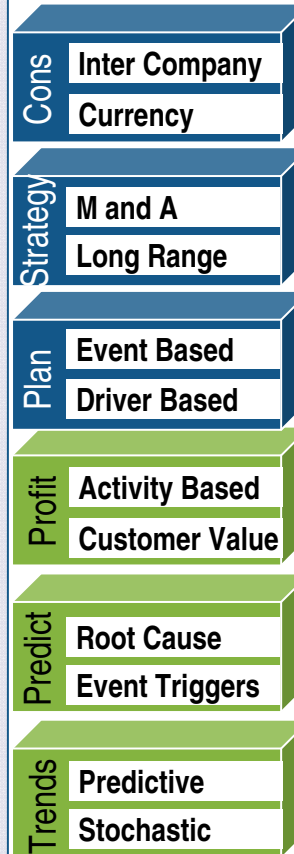 Cons
Inter Company
Currency
Strategy
M and A
Long Range
Plan
Event Based
Driver Based
Profit
Activity Based
Customer Value
Predict
Root Cause
Event Triggers
Trends
Predictive
Stochastic